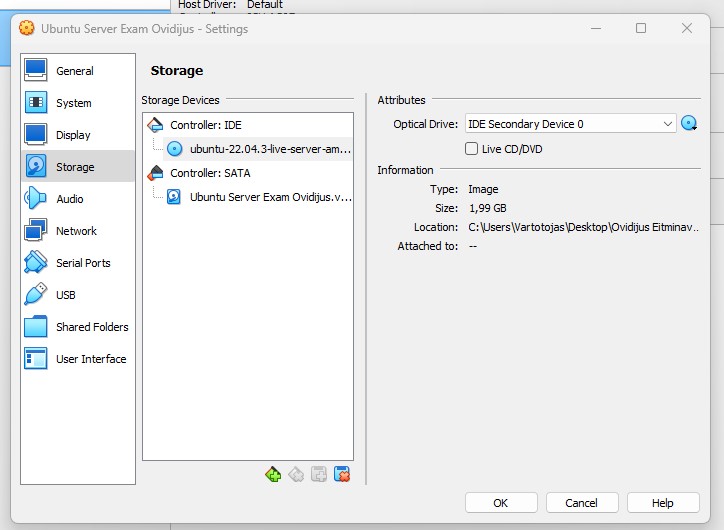 Host Driver: Default
Ubuntu Server Exam Ovidijus - Settings
General
System
Display
Storage
Audio
Network
Serial Ports
USB
Shared Folders
User Interface
Storage
Storage Devices
Controller: IDE
ubuntu-22.04.3-live-server-am...
Controller: SATA
Ubuntu Server Exam Ovidijus.v...
Attributes
Optical Drive: IDE Secondary Device 0
Live CD/DVD
Information
Type: Image
Size: 1,99 GB
Location: C:\Users\Vartotojas\Desktop\Ovidijus Eitminav...
Attached to: --
OK
Cancel
Help